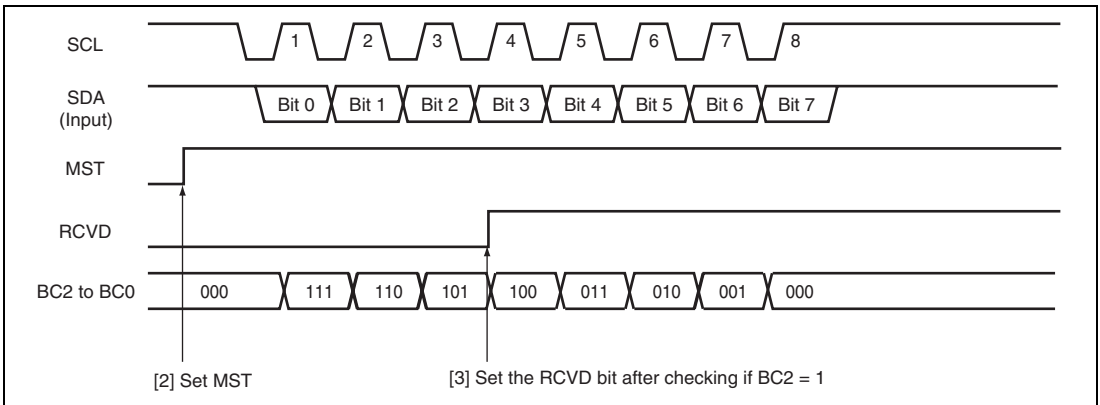 SCL 1 2 3 4 5 6 7 8
SDA
(Input) Bit 0 Bit 1 Bit 2 Bit 3 Bit 4 Bit 5 Bit 6 Bit 7
MST
RCVD
BC2 to BC0 000 111 110 101 100 011 010 001 000
[2] Set MST [3] Set the RCVD bit after checking if BC2 = 1